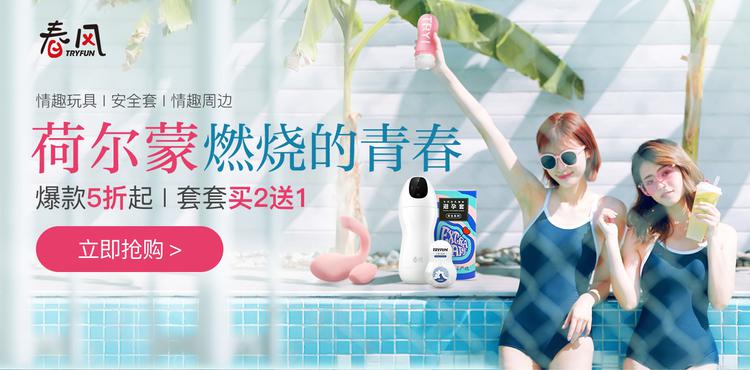 春风
TRYFUN
情趣玩具 | 安全套 | 情趣周边
荷尔蒙燃烧的青春
爆款5折起 | 套套买2送1
立即抢购 >
TRY
避孕套
TRYFUN